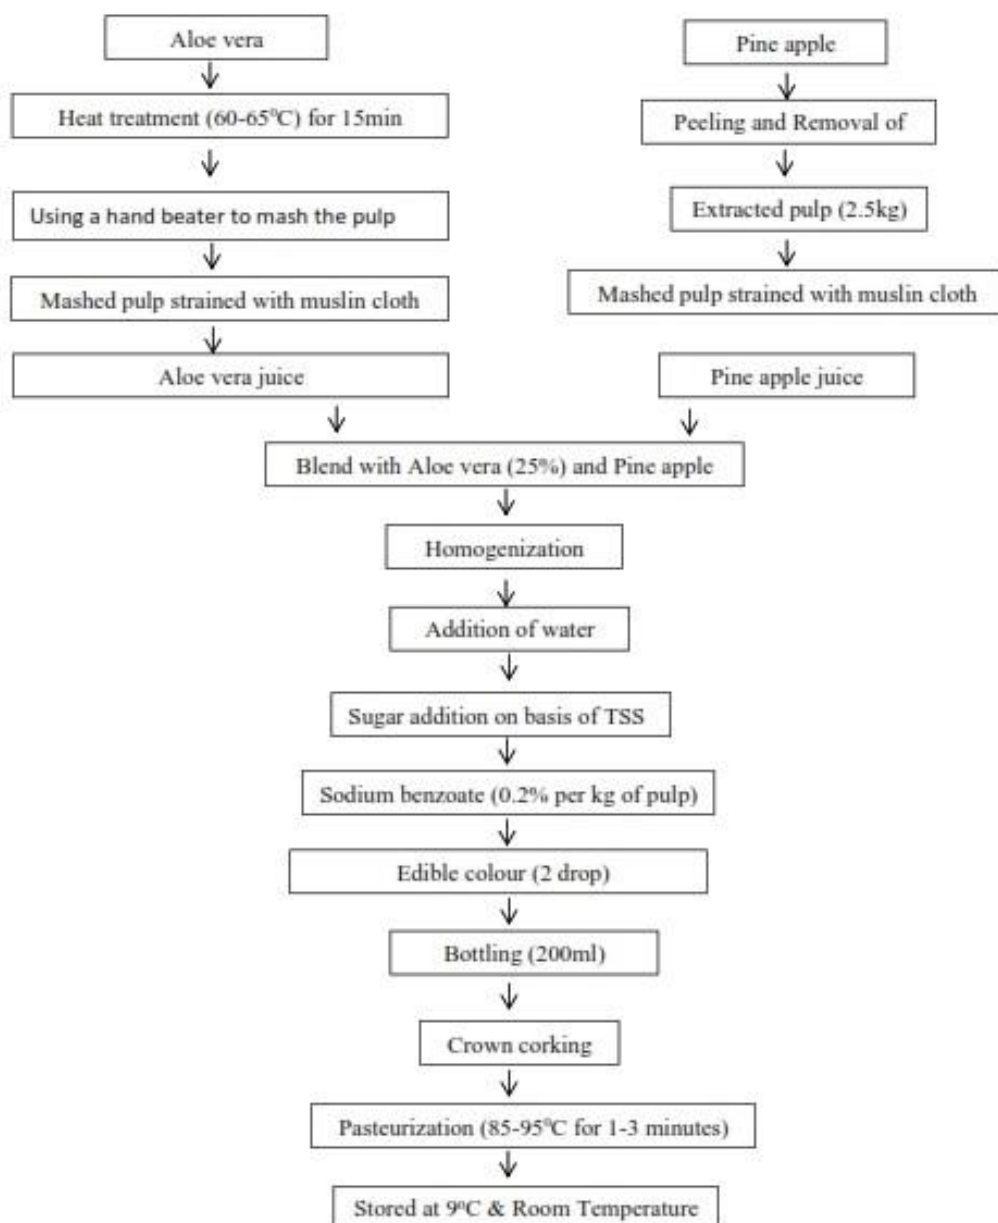 Aloe vera
Heat treatment (60-65°C) for 15min
Using a hand beater to mash the pulp
Mashed pulp strained with muslin cloth
Aloe vera juice
Pine apple
Peeling and Removal of
Extracted pulp (2.5kg)
Mashed pulp strained with muslin cloth
Pine apple juice
Blend with Aloe vera (25%) and Pine apple
Homogenization
Addition of water
Sugar addition on basis of TSS
Sodium benzoate (0.2% per kg of pulp)
Edible colour (2 drop)
Bottling (200ml)
Crown corking
Pasteurization (85-95°C for 1-3 minutes)
Stored at 9°C & Room Temperature